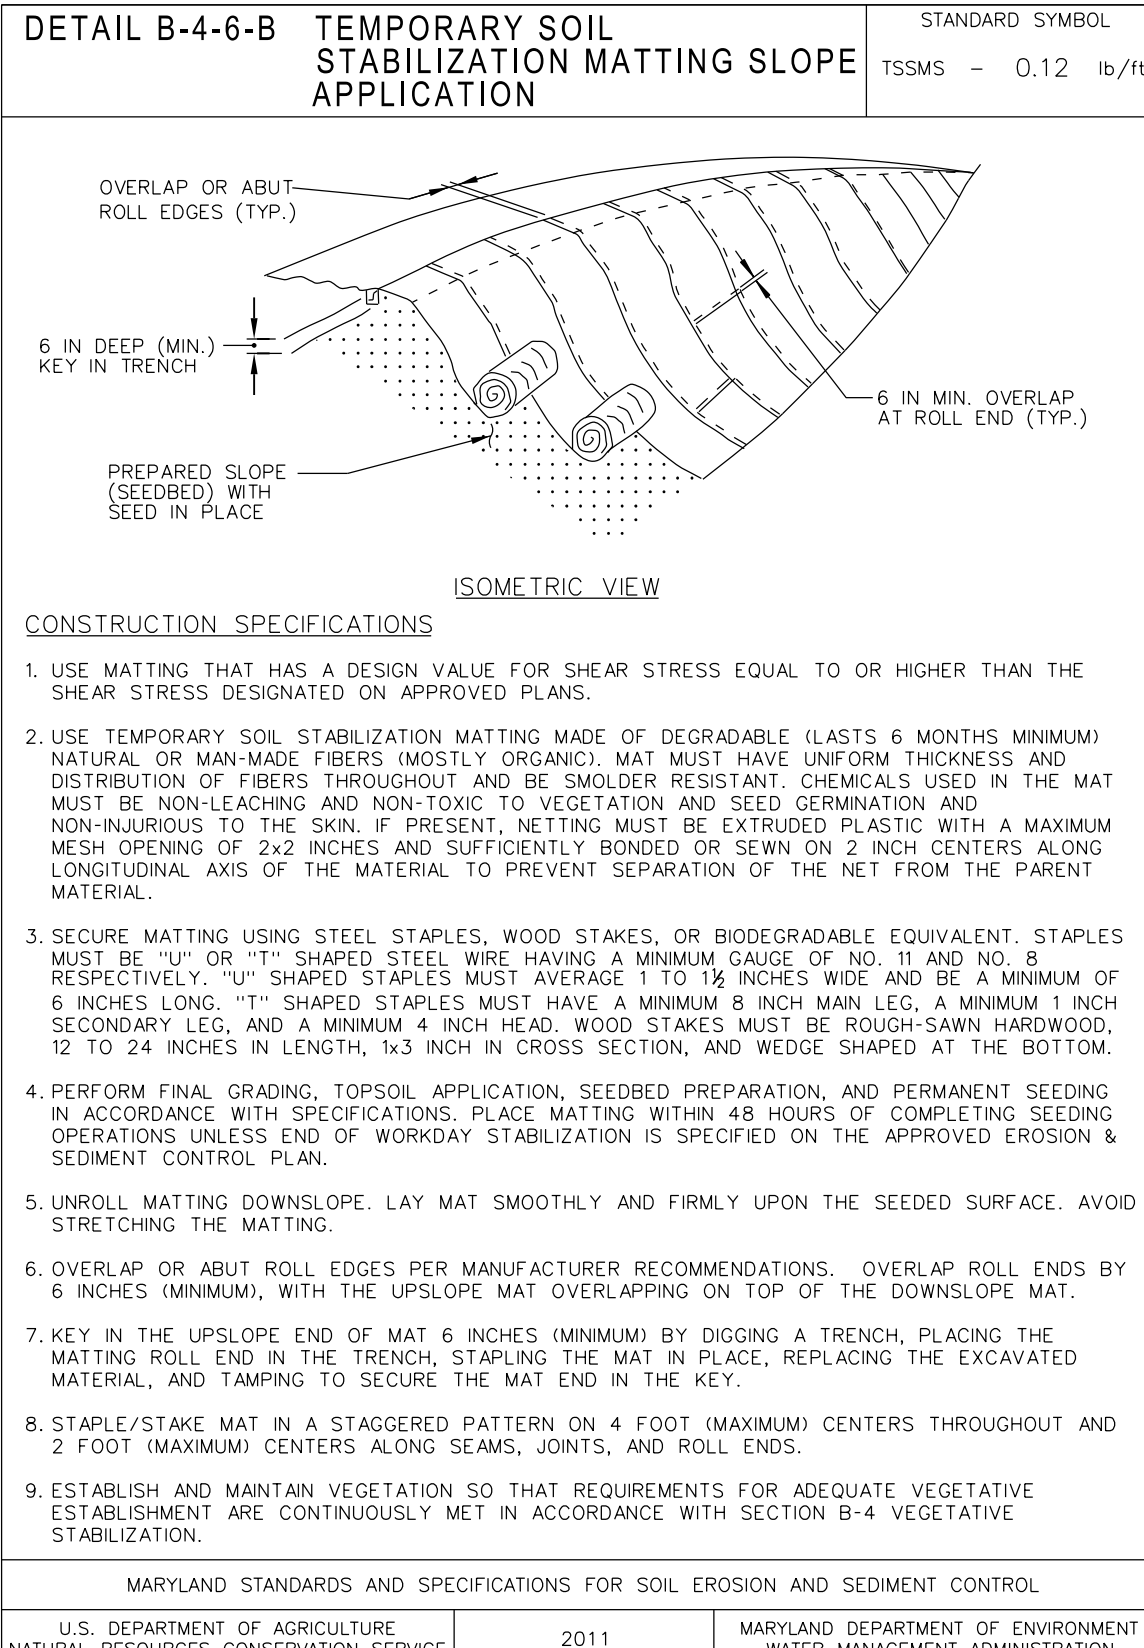 DETAIL B-4-6-B TEMPORARY SOIL
STABILIZATION MATTING SLOPE
APPLICATION
STANDARD SYMBOL
TSSMS - 0.12 lb/ft
OVERLAP OR ABUT
ROLL EDGES (TYP.)
6 IN DEEP (MIN.)
KEY IN TRENCH
6 IN MIN. OVERLAP
AT ROLL END (TYP.)
PREPARED SLOPE
(SEEDBED) WITH
SEED IN PLACE
ISOMETRIC VIEW
CONSTRUCTION SPECIFICATIONS
1. USE MATTING THAT HAS A DESIGN VALUE FOR SHEAR STRESS EQUAL TO OR HIGHER THAN THE
SHEAR STRESS DESIGNATED ON APPROVED PLANS.
2. USE TEMPORARY SOIL STABILIZATION MATTING MADE OF DEGRADABLE (LASTS 6 MONTHS MINIMUM)
NATURAL OR MAN-MADE FIBERS (MOSTLY ORGANIC). MAT MUST HAVE UNIFORM THICKNESS AND
DISTRIBUTION OF FIBERS THROUGHOUT AND BE SMOLDER RESISTANT. CHEMICALS USED IN THE MAT
MUST BE NON-LEACHING AND NON-TOXIC TO VEGETATION AND SEED GERMINATION AND
NON-INJURIOUS TO THE SKIN. IF PRESENT, NETTING MUST BE EXTRUDED PLASTIC WITH A MAXIMUM
MESH OPENING OF 2x2 INCHES AND SUFFICIENTLY BONDED OR SEWN ON 2 INCH CENTERS ALONG
LONGITUDINAL AXIS OF THE MATERIAL TO PREVENT SEPARATION OF THE NET FROM THE PARENT
MATERIAL.
3. SECURE MATTING USING STEEL STAPLES, WOOD STAKES, OR BIODEGRADABLE EQUIVALENT. STAPLES
MUST BE "U" OR "T" SHAPED STEEL WIRE HAVING A MINIMUM GAUGE OF NO. 11 AND NO. 8
RESPECTIVELY. "U" SHAPED STAPLES MUST AVERAGE 1 TO 1½ INCHES WIDE AND BE A MINIMUM OF
6 INCHES LONG. "T" SHAPED STAPLES MUST HAVE A MINIMUM 8 INCH MAIN LEG, A MINIMUM 1 INCH
SECONDARY LEG, AND A MINIMUM 4 INCH HEAD. WOOD STAKES MUST BE ROUGH-SAWN HARDWOOD,
12 TO 24 INCHES IN LENGTH, 1x3 INCH IN CROSS SECTION, AND WEDGE SHAPED AT THE BOTTOM.
4. PERFORM FINAL GRADING, TOPSOIL APPLICATION, SEEDBED PREPARATION, AND PERMANENT SEEDING
IN ACCORDANCE WITH SPECIFICATIONS. PLACE MATTING WITHIN 48 HOURS OF COMPLETING SEEDING
OPERATIONS UNLESS END OF WORKDAY STABILIZATION IS SPECIFIED ON THE APPROVED EROSION &
SEDIMENT CONTROL PLAN.
5. UNROLL MATTING DOWNSLOPE. LAY MAT SMOOTHLY AND FIRMLY UPON THE SEEDED SURFACE. AVOID
STRETCHING THE MATTING.
6. OVERLAP OR ABUT ROLL EDGES PER MANUFACTURER RECOMMENDATIONS. OVERLAP ROLL ENDS BY
6 INCHES (MINIMUM), WITH THE UPSLOPE MAT OVERLAPPING ON TOP OF THE DOWNSLOPE MAT.
7. KEY IN THE UPSLOPE END OF MAT 6 INCHES (MINIMUM) BY DIGGING A TRENCH, PLACING THE
MATTING ROLL END IN THE TRENCH, STAPLING THE MAT IN PLACE, REPLACING THE EXCAVATED
MATERIAL, AND TAMPING TO SECURE THE MAT END IN THE KEY.
8. STAPLE/STAKE MAT IN A STAGGERED PATTERN ON 4 FOOT (MAXIMUM) CENTERS THROUGHOUT AND
2 FOOT (MAXIMUM) CENTERS ALONG SEAMS, JOINTS, AND ROLL ENDS.
9. ESTABLISH AND MAINTAIN VEGETATION SO THAT REQUIREMENTS FOR ADEQUATE VEGETATIVE
ESTABLISHMENT ARE CONTINUOUSLY MET IN ACCORDANCE WITH SECTION B-4 VEGETATIVE
STABILIZATION.
MARYLAND STANDARDS AND SPECIFICATIONS FOR SOIL EROSION AND SEDIMENT CONTROL
U.S. DEPARTMENT OF AGRICULTURE
NATURAL RESOURCES CONSERVATION SERVICE
2011
MARYLAND DEPARTMENT OF ENVIRONMENT
WATER MANAGEMENT ADMINISTRATION